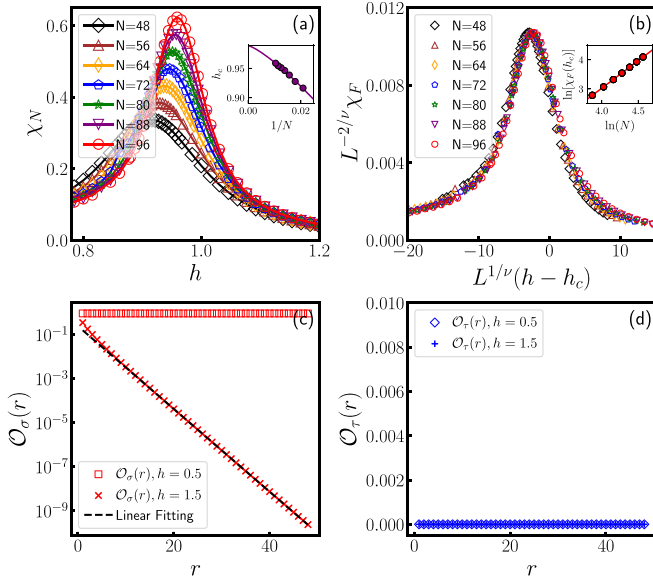 (a)
N=48
N=56
N=64
N=72
N=80
N=88
N=96
χ_N
0.6
0.4
0.2
0.0
0.8
1.0
1.2
h
h_c
0.95
0.90
0.00
0.02
1/N
(b)
N=48
N=56
N=64
N=72
N=80
N=88
N=96
L^{-2/ν}χ_F
0.012
0.008
0.004
0.000
−20
−10
0
10
L^{1/ν}(h − h_c)
ln[χ_F(h_c)]
4
3
4.0
4.5
ln(N)
(c)
O_σ(r)
10^{-1}
10^{-3}
10^{-5}
10^{-7}
10^{-9}
O_σ(r), h = 0.5
O_σ(r), h = 1.5
Linear Fitting
0
20
40
r
(d)
O_τ(r), h = 0.5
O_τ(r), h = 1.5
O_τ(r)
0.010
0.008
0.006
0.004
0.002
0.000
0
20
40
r